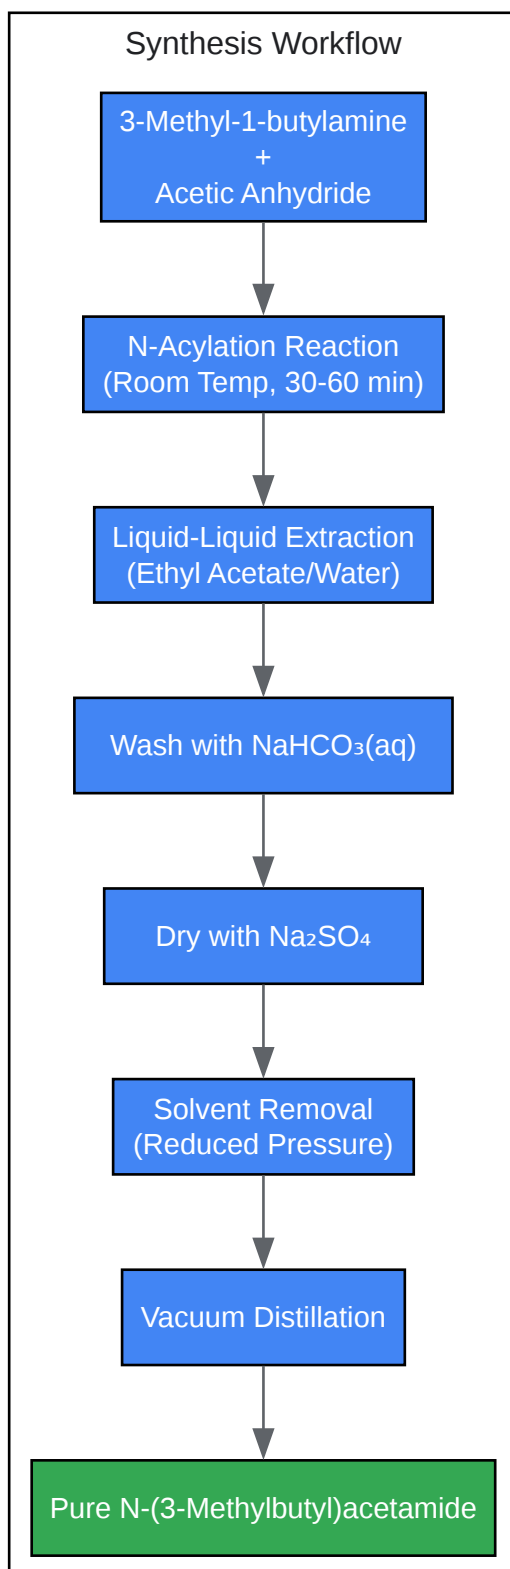 Synthesis Workflow
3-Methyl-1-butylamine
+
Acetic Anhydride
N-Acylation Reaction
(Room Temp, 30-60 min)
Liquid-Liquid Extraction
(Ethyl Acetate/Water)
Wash with NaHCO₃(aq)
Dry with Na₂SO₄
Solvent Removal
(Reduced Pressure)
Vacuum Distillation
Pure N-(3-Methylbutyl)acetamide